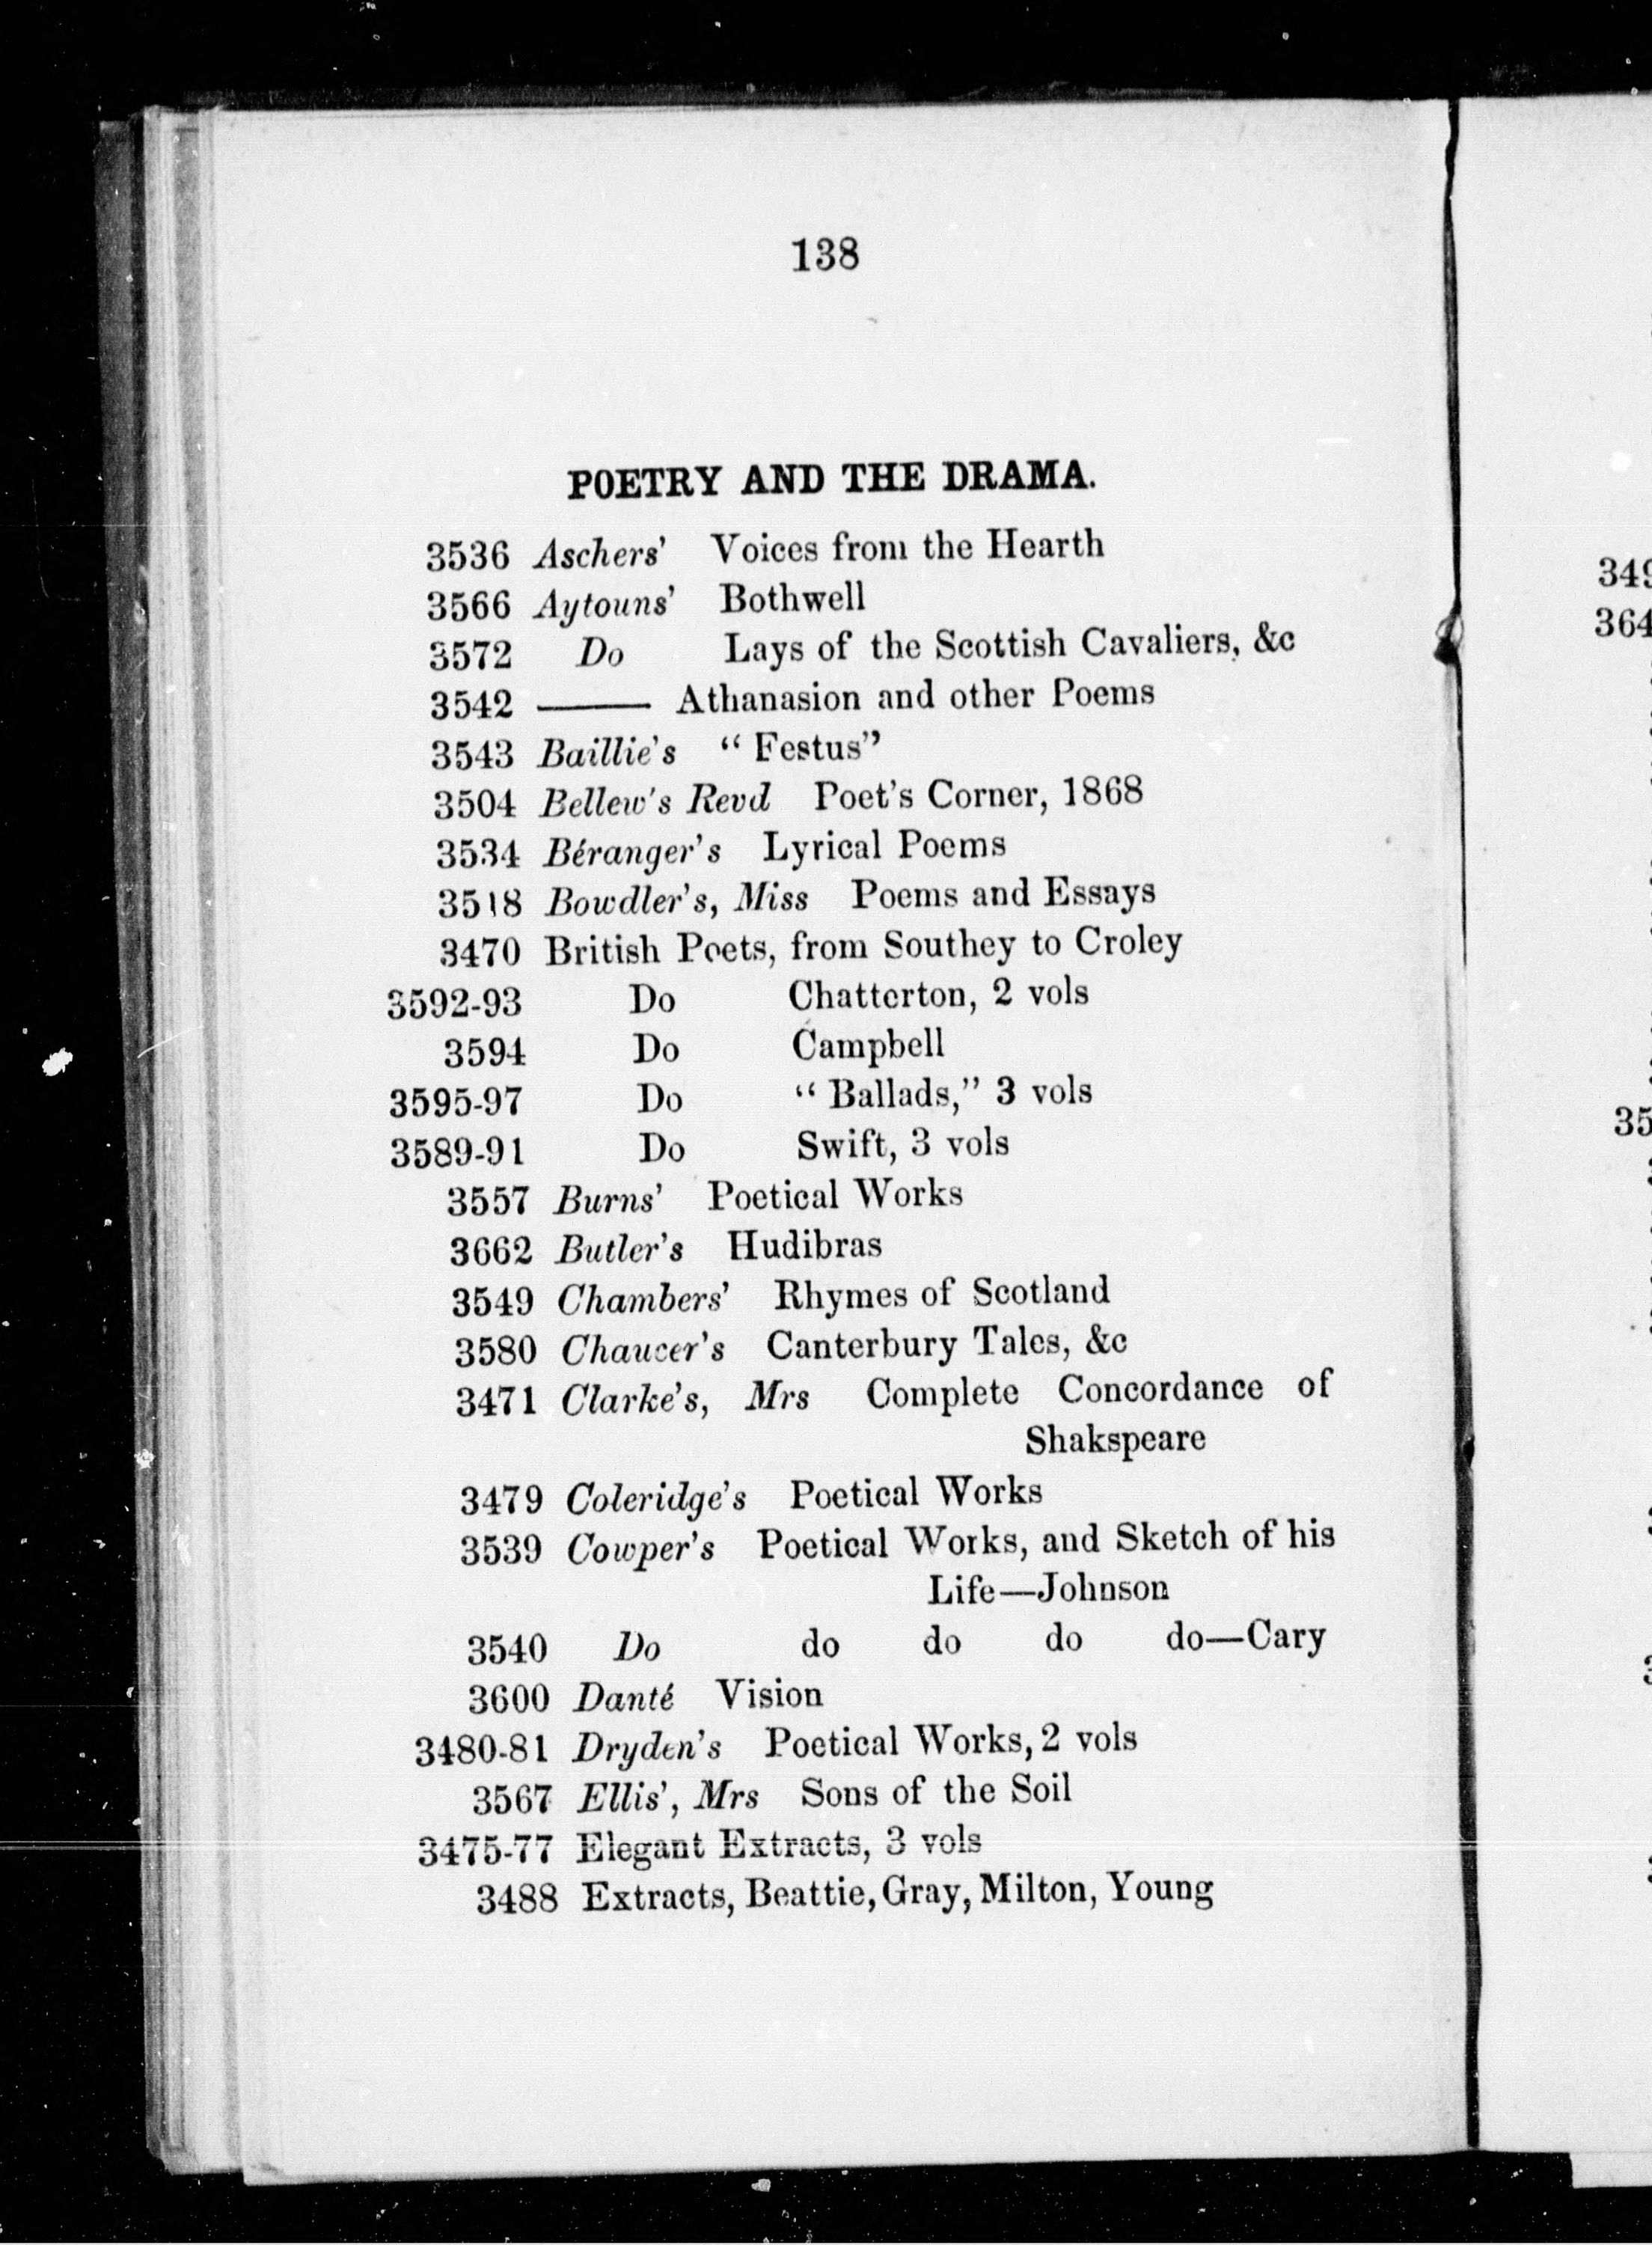 138
POETRY AND THE DRAMA.
3536 Aschers' Voices from the Hearth
3566 Aytouns' Bothwell
3572 Do Lays of the Scottish Cavaliers, &c
3542 ——— Athanasion and other Poems
3543 Baillie's "Festus"
3504 Bellew's Revd Poet's Corner, 1868
3534 Béranger's Lyrical Poems
3518 Bowdler's, Miss Poems and Essays
3470 British Poets, from Southey to Croley
3592-93 Do Chatterton, 2 vols
3594 Do Campbell
3595-97 Do "Ballads," 3 vols
3589-91 Do Swift, 3 vols
3557 Burns' Poetical Works
3662 Butler's Hudibras
3549 Chambers' Rhymes of Scotland
3580 Chaucer's Canterbury Tales, &c
3471 Clarke's, Mrs Complete Concordance of
Shakspeare
3479 Coleridge's Poetical Works
3539 Cowper's Poetical Works, and Sketch of his
Life—Johnson
3540 Do do do do do—Cary
3600 Danté Vision
3480-81 Dryden's Poetical Works, 2 vols
3567 Ellis', Mrs Sons of the Soil
3475-77 Elegant Extracts, 3 vols
3488 Extracts, Beattie, Gray, Milton, Young